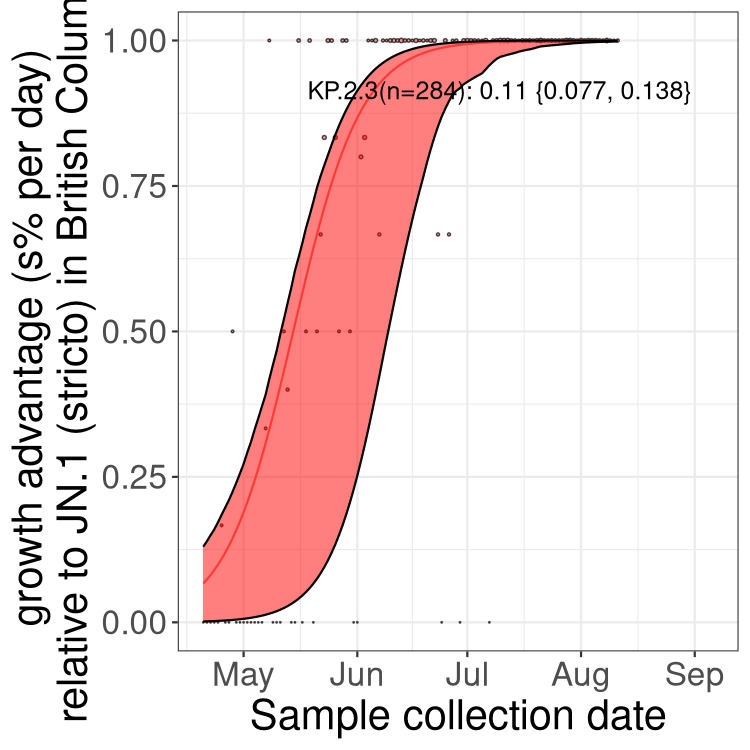 growth advantage (s% per day)
relative to JN.1 (stricto) in British Colum
1.00
0.75
0.50
0.25
0.00
KP.2.3(n=284): 0.11 {0.077, 0.138}
May Jun Jul Aug Sep
Sample collection date